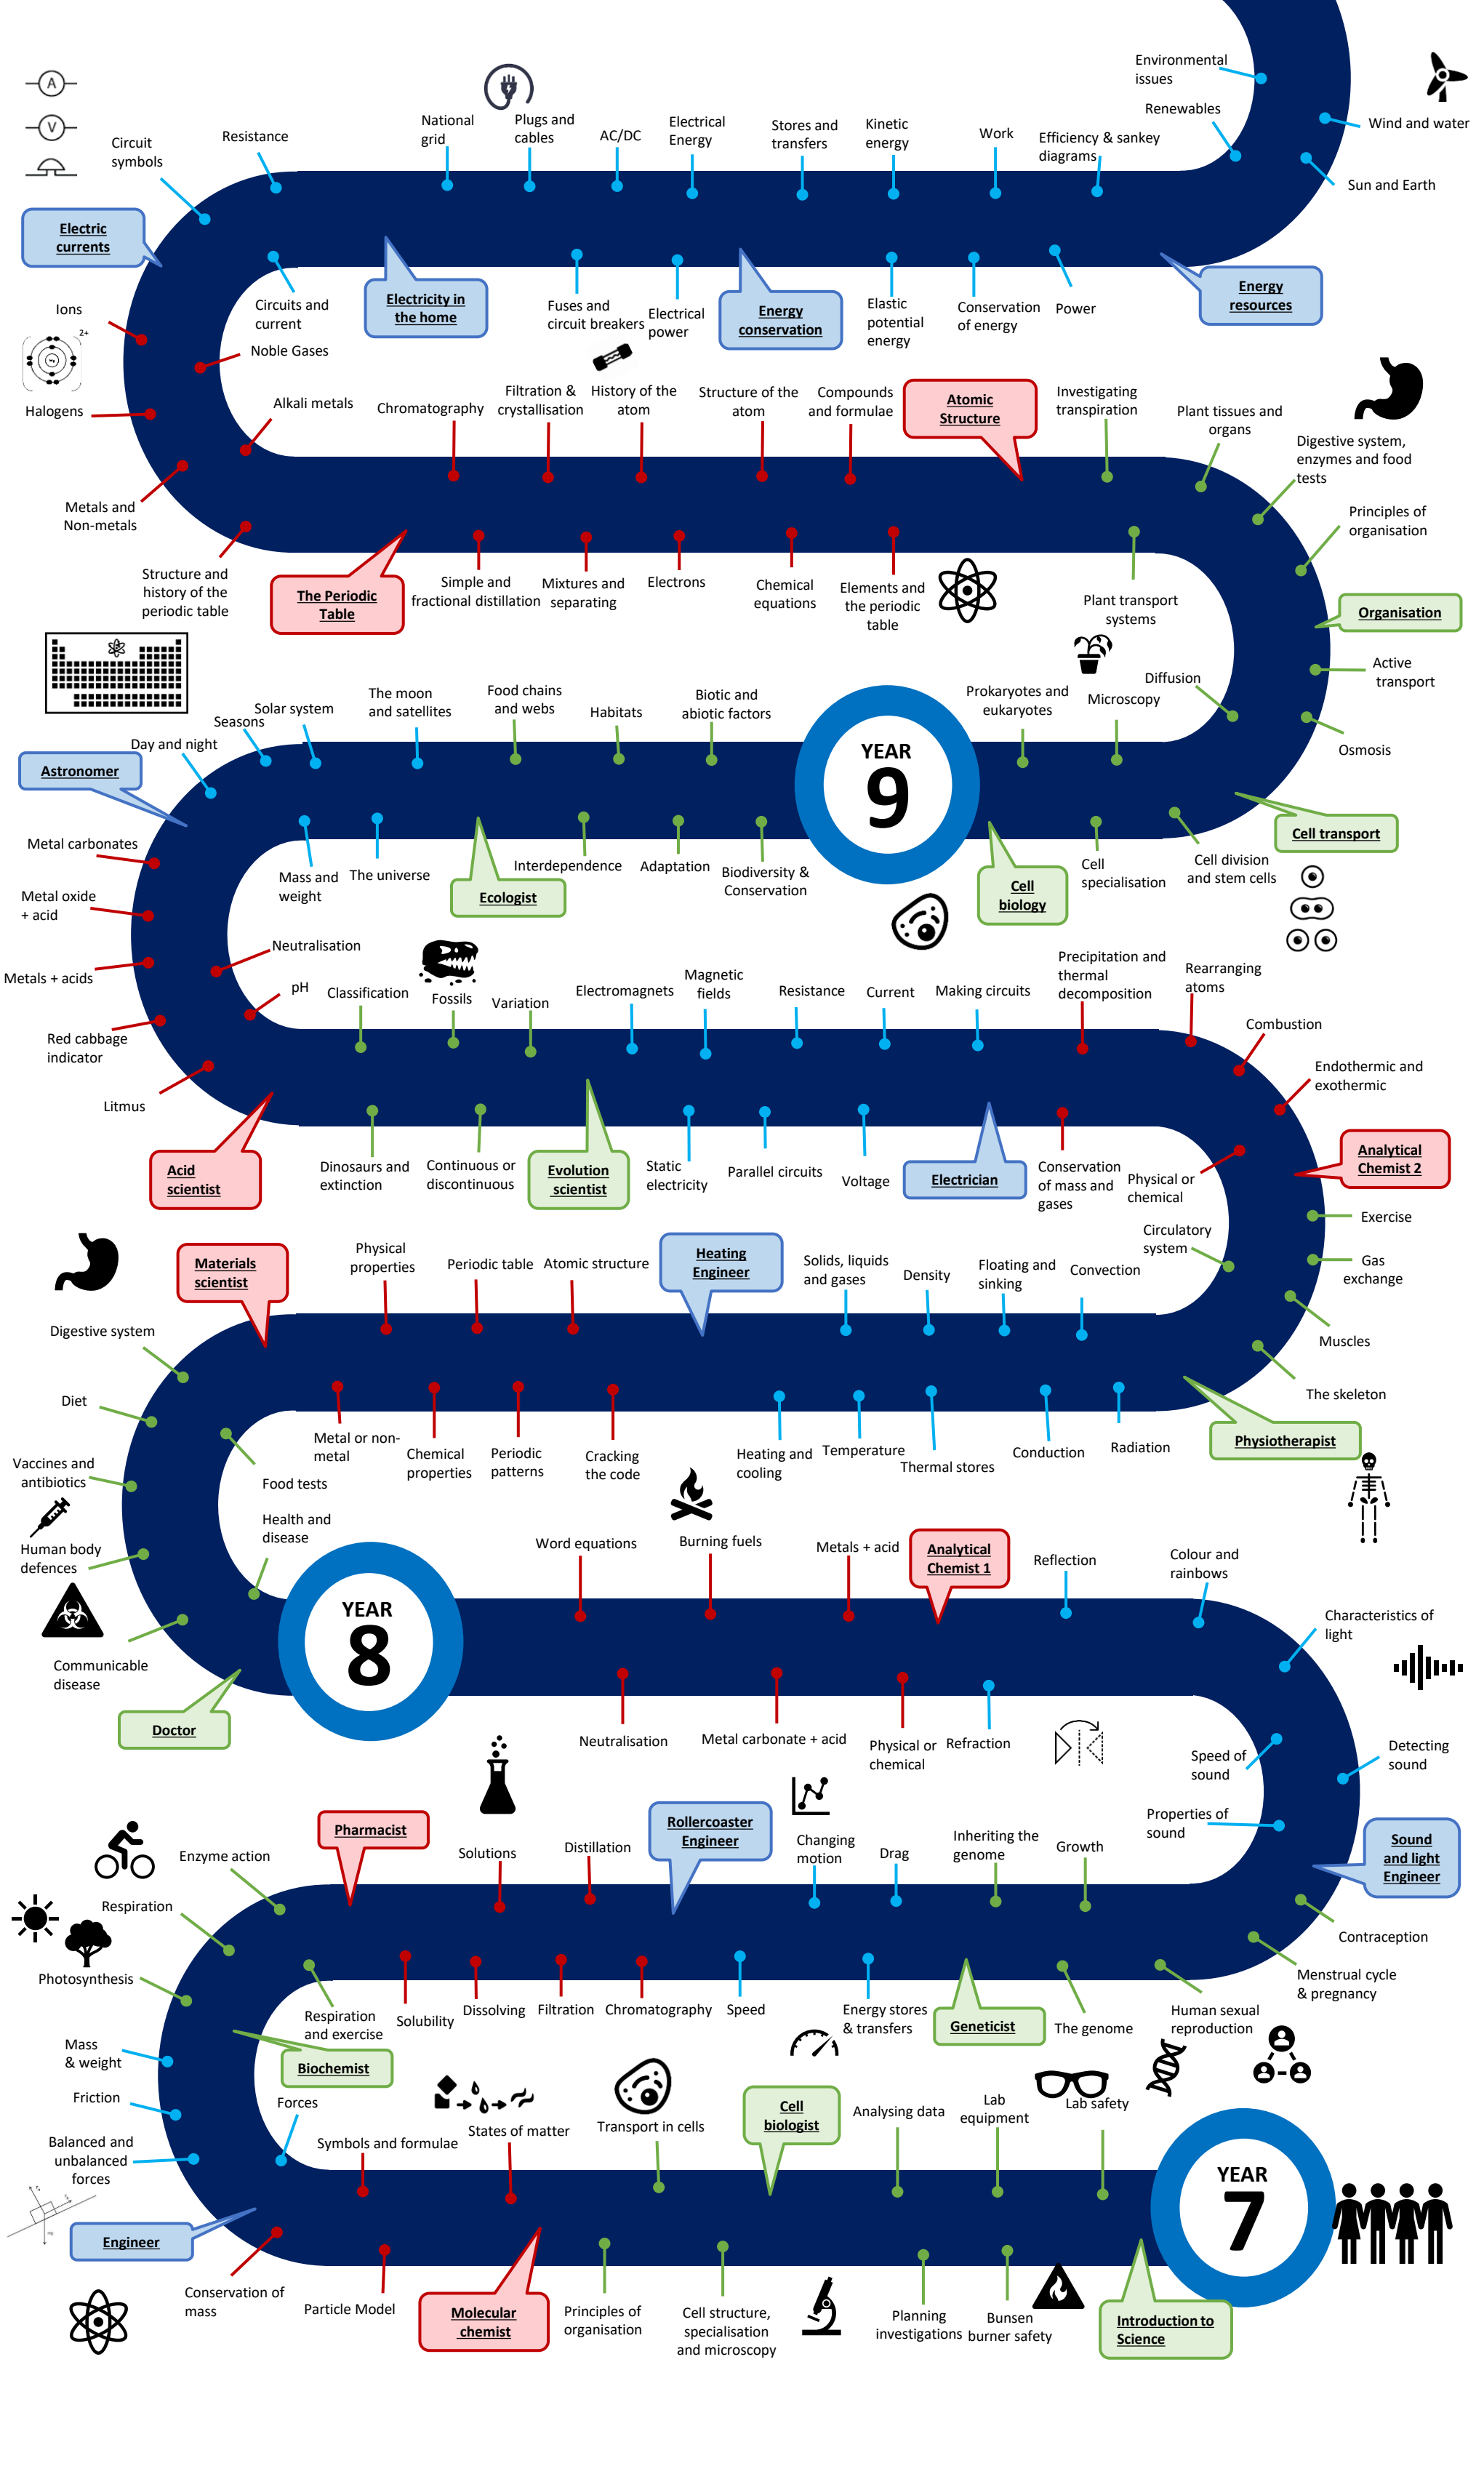 Environmental
issues
Renewables
Wind and water
Sun and Earth
A
V
Circuit
symbols
Resistance
National
grid
Plugs and
cables
AC/DC
Electrical
Energy
Stores and
transfers
Kinetic
energy
Work
Efficiency & sankey
diagrams
Electric
currents
Circuits and
current
Electricity in
the home
Fuses and
circuit breakers
Electrical
power
Energy
conservation
Elastic
potential
energy
Conservation
of energy
Power
Energy
resources
Ions
2+
Noble Gases
Halogens
Alkali metals
Chromatography
Filtration &
crystallisation
History of the
atom
Structure of the
atom
Compounds
and formulae
Atomic
Structure
Investigating
transpiration
Plant tissues and
organs
Digestive system,
enzymes and food
tests
Principles of
organisation
Metals and
Non-metals
Structure and
history of the
periodic table
The Periodic
Table
Simple and
fractional distillation
Mixtures and
separating
Electrons
Chemical
equations
Elements and
the periodic
table
Plant transport
systems
Organisation
Active
transport
Diffusion
Osmosis
Day and night
Seasons
Solar system
The moon
and satellites
Food chains
and webs
Habitats
Biotic and
abiotic factors
YEAR
9
Prokaryotes and
eukaryotes
Microscopy
Astronomer
Mass and
weight
The universe
Ecologist
Interdependence
Adaptation
Biodiversity &
Conservation
Cell
biology
Cell
specialisation
Cell division
and stem cells
Cell transport
Metal carbonates
Metal oxide
+ acid
Metals + acids
Red cabbage
indicator
Litmus
Neutralisation
pH
Classification
Fossils
Variation
Electromagnets
Magnetic
fields
Resistance
Current
Making circuits
Precipitation and
thermal
decomposition
Rearranging
atoms
Combustion
Endothermic and
exothermic
Acid
scientist
Dinosaurs and
extinction
Continuous or
discontinuous
Evolution
scientist
Static
electricity
Parallel circuits
Voltage
Electrician
Conservation
of mass and
gases
Physical or
chemical
Analytical
Chemist 2
Exercise
Circulatory
system
Gas
exchange
Muscles
The skeleton
Materials
scientist
Physical
properties
Periodic table
Atomic structure
Heating
Engineer
Solids, liquids
and gases
Density
Floating and
sinking
Convection
Digestive system
Diet
Vaccines and
antibiotics
Human body
defences
Communicable
disease
Food tests
Health and
disease
Metal or non-
metal
Chemical
properties
Periodic
patterns
Cracking
the code
Heating and
cooling
Temperature
Thermal stores
Conduction
Radiation
Physiotherapist
Doctor
YEAR
8
Word equations
Burning fuels
Metals + acid
Analytical
Chemist 1
Reflection
Colour and
rainbows
Characteristics of
light
Neutralisation
Metal carbonate + acid
Physical or
chemical
Refraction
Speed of
sound
Detecting
sound
Properties of
sound
Sound
and light
Engineer
Enzyme action
Pharmacist
Solutions
Distillation
Rollercoaster
Engineer
Changing
motion
Drag
Inheriting the
genome
Growth
Contraception
Menstrual cycle
& pregnancy
Respiration
Photosynthesis
Respiration
and exercise
Solubility
Dissolving
Filtration
Chromatography
Speed
Energy stores
& transfers
Geneticist
The genome
Human sexual
reproduction
Mass
& weight
Biochemist
Friction
Forces
Balanced and
unbalanced
forces
Symbols and formulae
States of matter
Transport in cells
Cell
biologist
Analysing data
Lab
equipment
Lab safety
YEAR
7
Engineer
Conservation of
mass
Particle Model
Molecular
chemist
Principles of
organisation
Cell structure,
specialisation
and microscopy
Planning
investigations
Bunsen
burner safety
Introduction to
Science